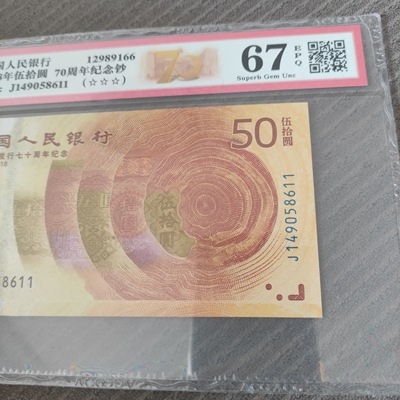 国人民银行 12989166
年伍拾圆 70周年纪念钞
: J149058611 (☆☆☆)
70
67 EPQ
Superb Gem Unc
国人民银行
发行七十周年纪念
50 伍拾圆
伍拾圆
J149058611
8611